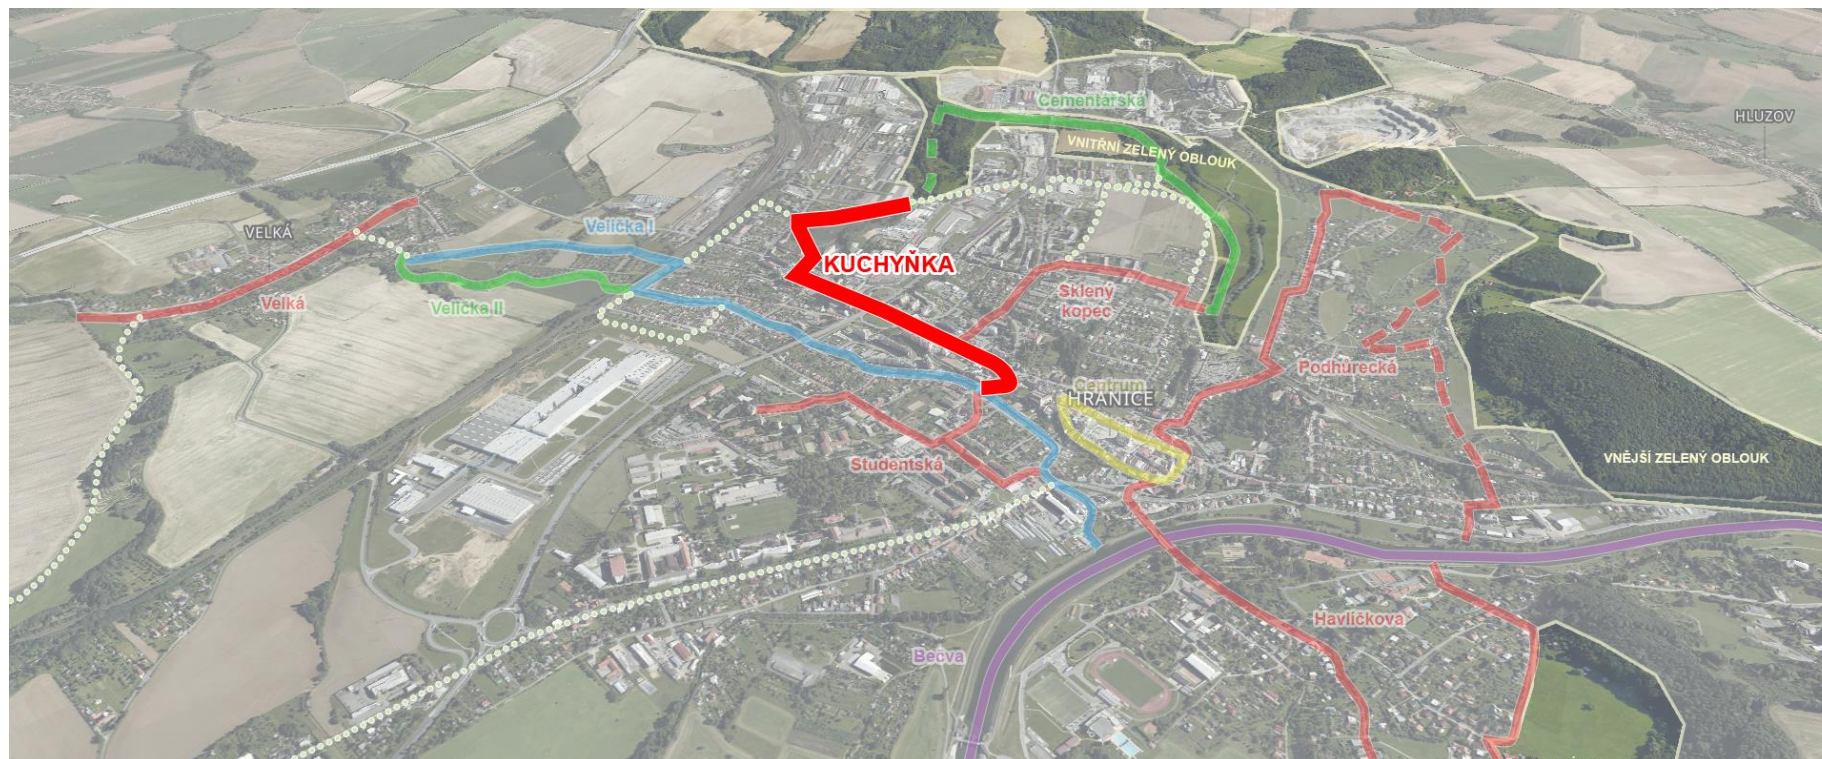 Cementářská
HLUZOV
VNITŘNÍ ZELENÝ OBLOUK
Velička I
VELKÁ
KUCHYŇKA
Velká
Velička II
Sklený
kopec
Podhůrecká
Centrum
HRANICE
Studentská
VNĚJŠÍ ZELENÝ OBLOUK
Havlíčkova
Bečva